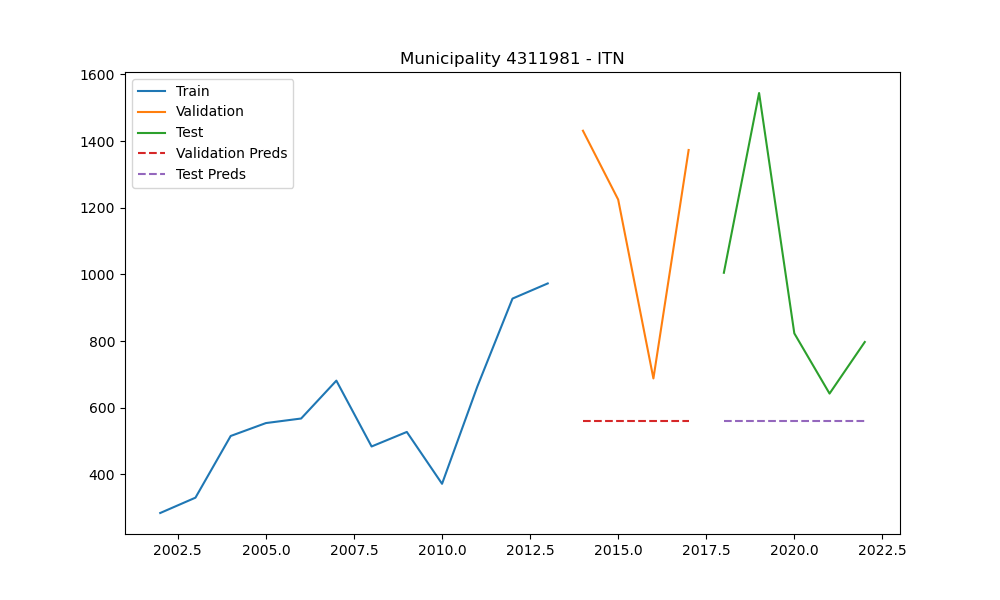 Municipality 4311981 - ITN
1600
1400
1200
1000
800
600
400
Train
Validation
Test
Validation Preds
Test Preds
2002.5 2005.0 2007.5 2010.0 2012.5 2015.0 2017.5 2020.0 2022.5